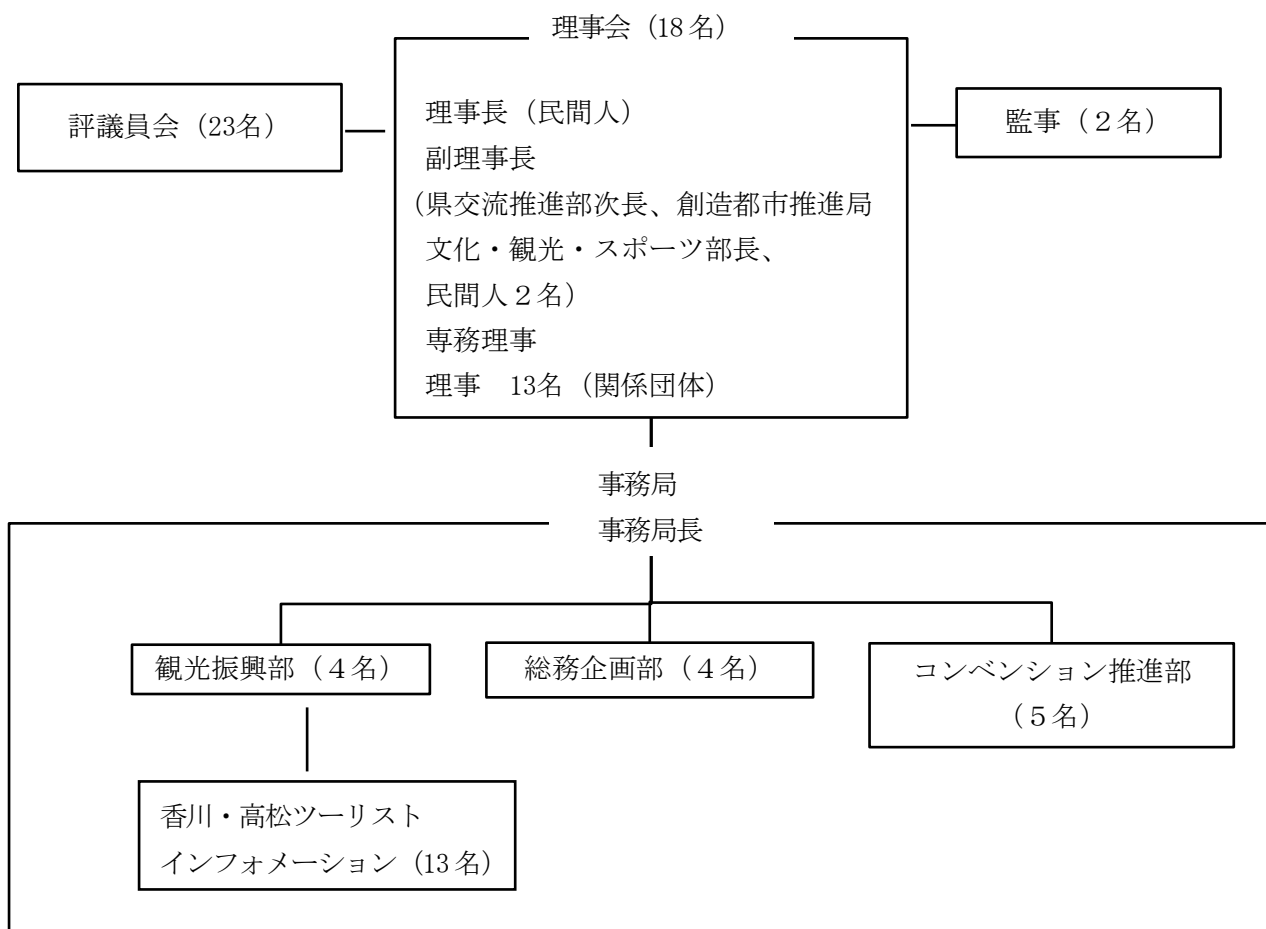 理事会（18名）
評議員会（23名）
理事長（民間人）
副理事長
（県交流推進部次長、創造都市推進局
文化・観光・スポーツ部長、
民間人２名）
専務理事
理事　13名（関係団体）
監事（２名）
事務局
事務局長
観光振興部（４名）
総務企画部（４名）
コンベンション推進部
（５名）
香川・高松ツーリスト
インフォメーション（13名）